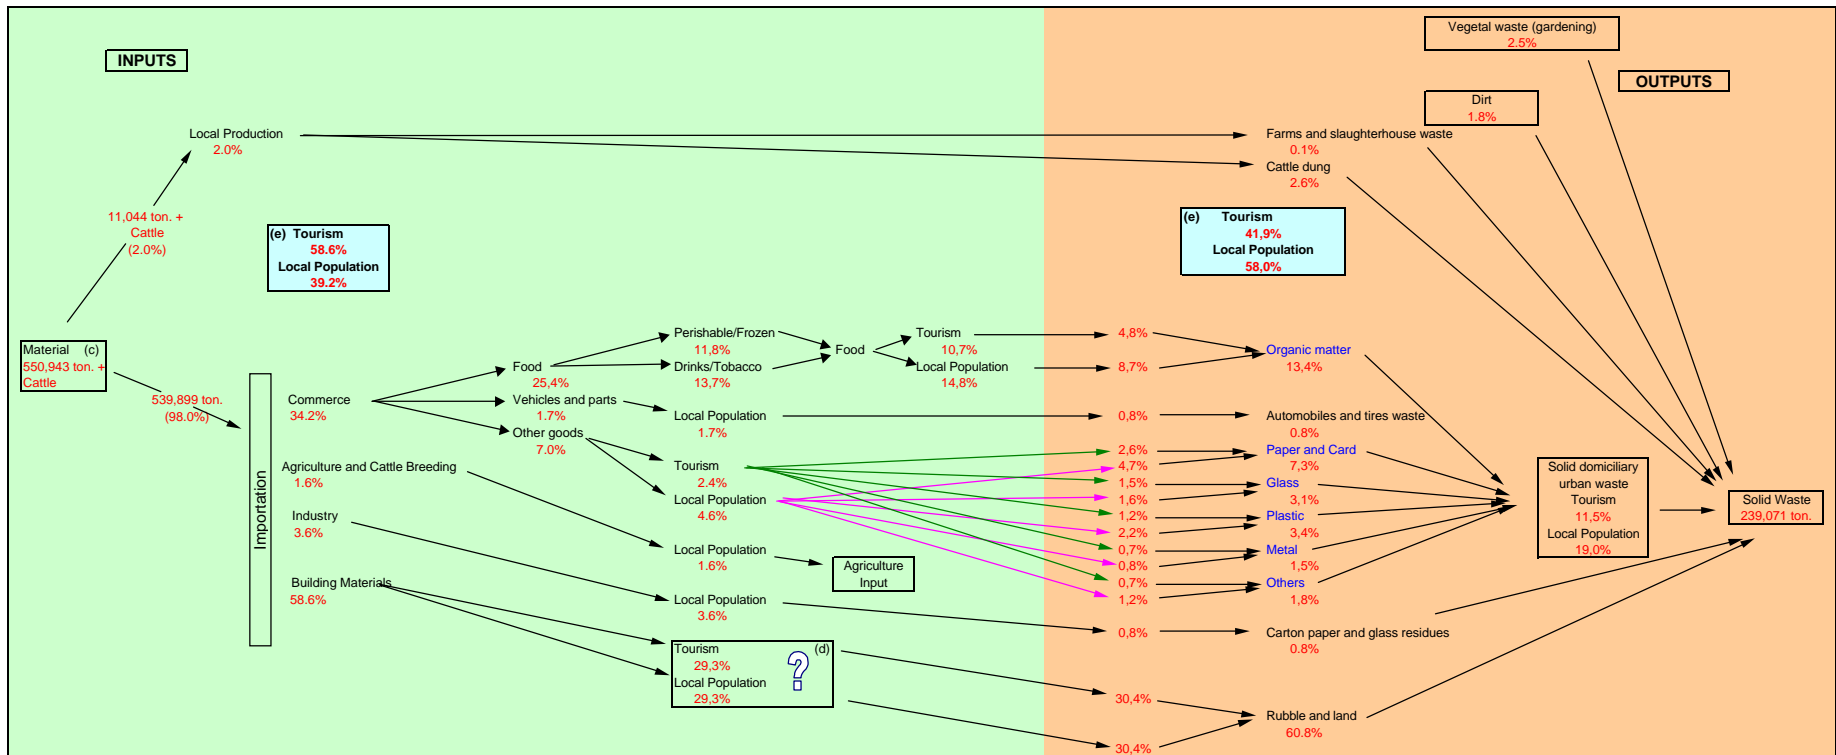 INPUTS
Local Production
2.0%
11,044 ton. +
Cattle
(2.0%)
(e) Tourism
58.6%
Local Population
39.2%
Material (c)
550,943 ton. +
Cattle
539,899 ton.
(98.0%)
Importation
Commerce
34.2%
Agriculture and Cattle Breeding
1.6%
Industry
3.6%
Building Materials
58.6%
Food
25,4%
Vehicles and parts
1.7%
Other goods
7.0%
Perishable/Frozen
11,8%
Drinks/Tobacco
13,7%
Food
Tourism
10,7%
Local Population
14,8%
Local Population
1.7%
Tourism
2.4%
Local Population
4.6%
Local Population
1.6%
Agriculture
Input
Local Population
3.6%
Tourism (d)
29,3%
Local Population
29,3%
?
OUTPUTS
Vegetal waste (gardening)
2.5%
Dirt
1.8%
Farms and slaughterhouse waste
0.1%
Cattle dung
2.6%
(e) Tourism
41,9%
Local Population
58,0%
4,8%
8,7%
Organic matter
13,4%
0,8%
Automobiles and tires waste
0.8%
2,6%
4,7%
Paper and Card
7,3%
1,5%
1,6%
Glass
3,1%
1,2%
2,2%
Plastic
3,4%
0,7%
0,8%
Metal
1,5%
0,7%
1,2%
Others
1,8%
0,8%
Carton paper and glass residues
0.8%
30,4%
30,4%
Rubble and land
60.8%
Solid domiciliary
urban waste
Tourism
11,5%
Local Population
19,0%
Solid Waste
239,071 ton.